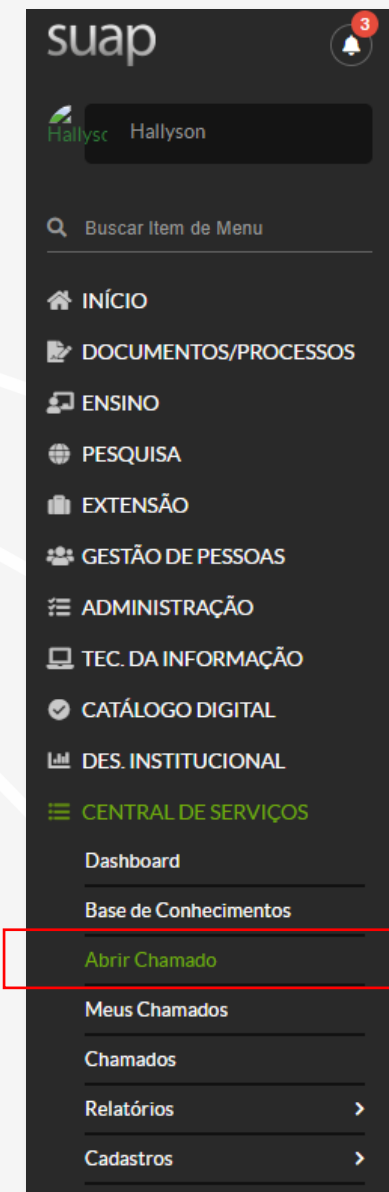 suap
3
Hallysc Hallyson
Buscar Item de Menu
INÍCIO
DOCUMENTOS/PROCESSOS
ENSINO
PESQUISA
EXTENSÃO
GESTÃO DE PESSOAS
ADMINISTRAÇÃO
TEC. DA INFORMAÇÃO
CATÁLOGO DIGITAL
DES. INSTITUCIONAL
CENTRAL DE SERVIÇOS
Dashboard
Base de Conhecimentos
Abrir Chamado
Meus Chamados
Chamados
Relatórios
Cadastros